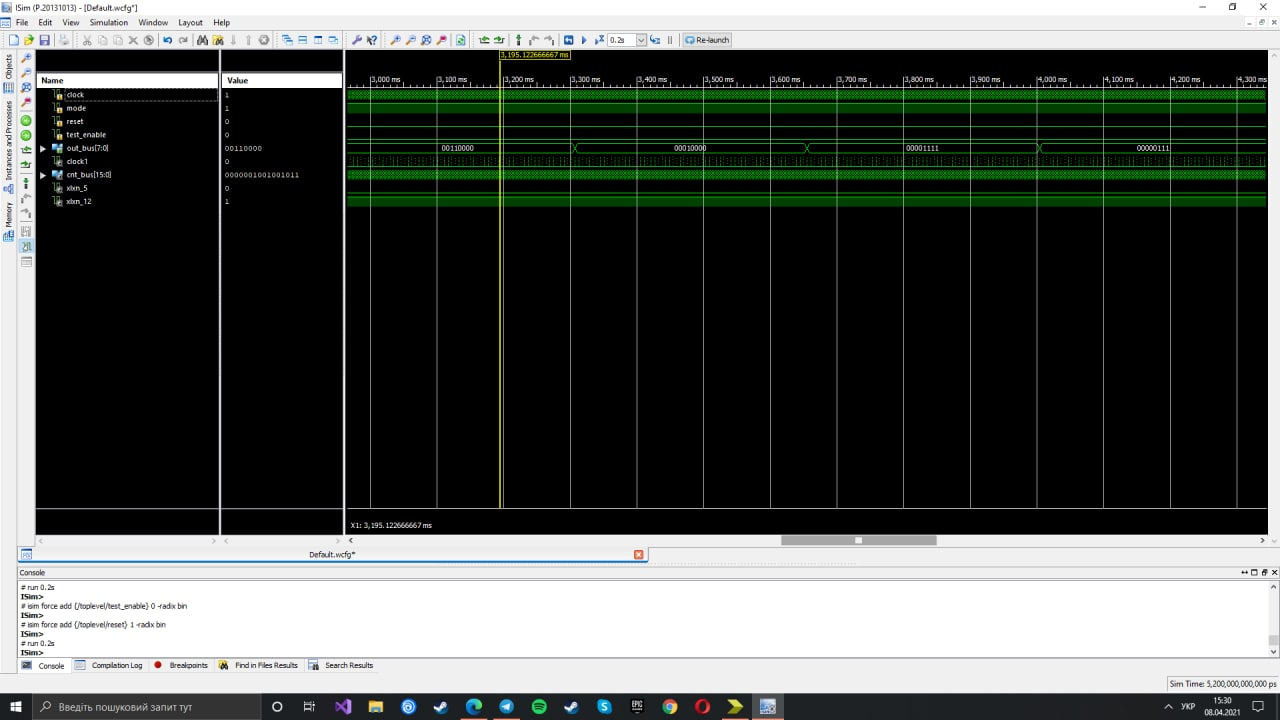 ISim (P.20131013) - [Default.wcfg*]
File Edit View Simulation Window Layout Help
0.2s Re-launch
3,195.122666667 ms
Name Value
3,000 ms 3,100 ms 3,200 ms 3,300 ms 3,400 ms 3,500 ms 3,600 ms 3,700 ms 3,800 ms 3,900 ms 4,000 ms 4,100 ms 4,200 ms 4,300 ms
clock 1
mode 1
reset 0
test_enable 0
out_bus[7:0] 00110000 00110000 00010000 00001111 00000111
clock1 0
cnt_bus[15:0] 0000001001001011
xlxn_5 0
xlxn_12 1
Objects
Instances and Processes
Memory
X1: 3,195.122666667 ms
Default.wcfg*
Console
# run 0.2s
ISim>
# isim force add {/toplevel/test_enable} 0 -radix bin
ISim>
# isim force add {/toplevel/reset} 1 -radix bin
ISim>
# run 0.2s
ISim>
Console Compilation Log Breakpoints Find in Files Results Search Results
Sim Time: 5,200,000,000,000 ps
Введіть пошуковий запит тут
EPIC
УКР
15:30
08.04.2021